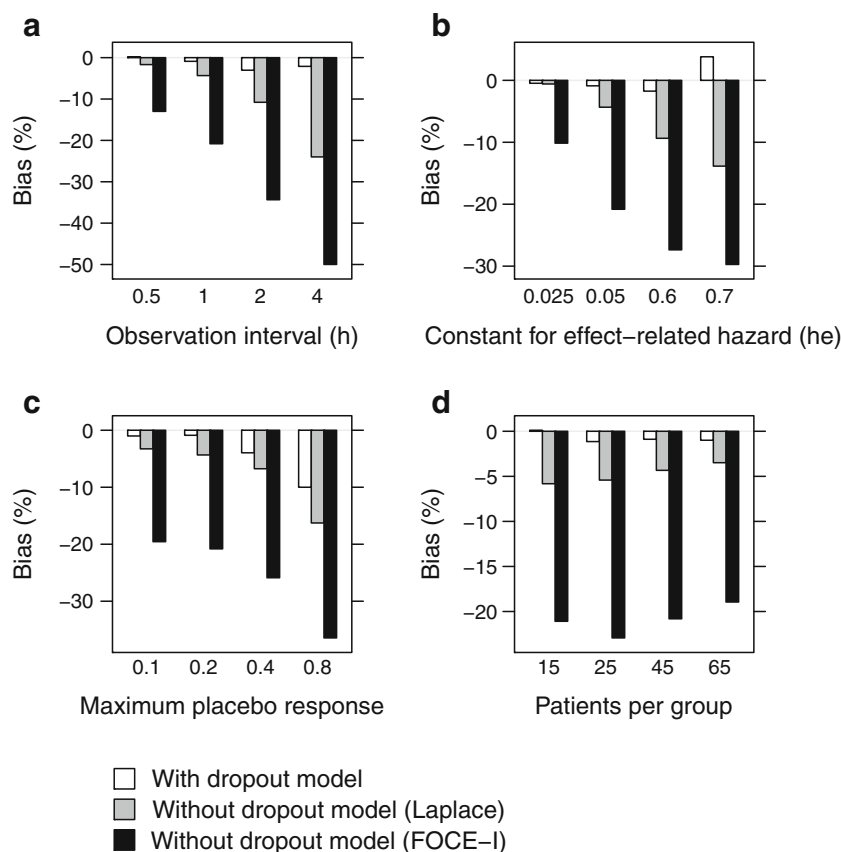 a
0
−10
−20
−30
−40
−50
Bias (%)
0.5 1 2 4
Observation interval (h)
b
0
−10
−20
−30
Bias (%)
0.025 0.05 0.6 0.7
Constant for effect−related hazard (he)
c
0
−10
−20
−30
Bias (%)
0.1 0.2 0.4 0.8
Maximum placebo response
d
0
−5
−10
−15
−20
Bias (%)
15 25 45 65
Patients per group
With dropout model
Without dropout model (Laplace)
Without dropout model (FOCE−I)